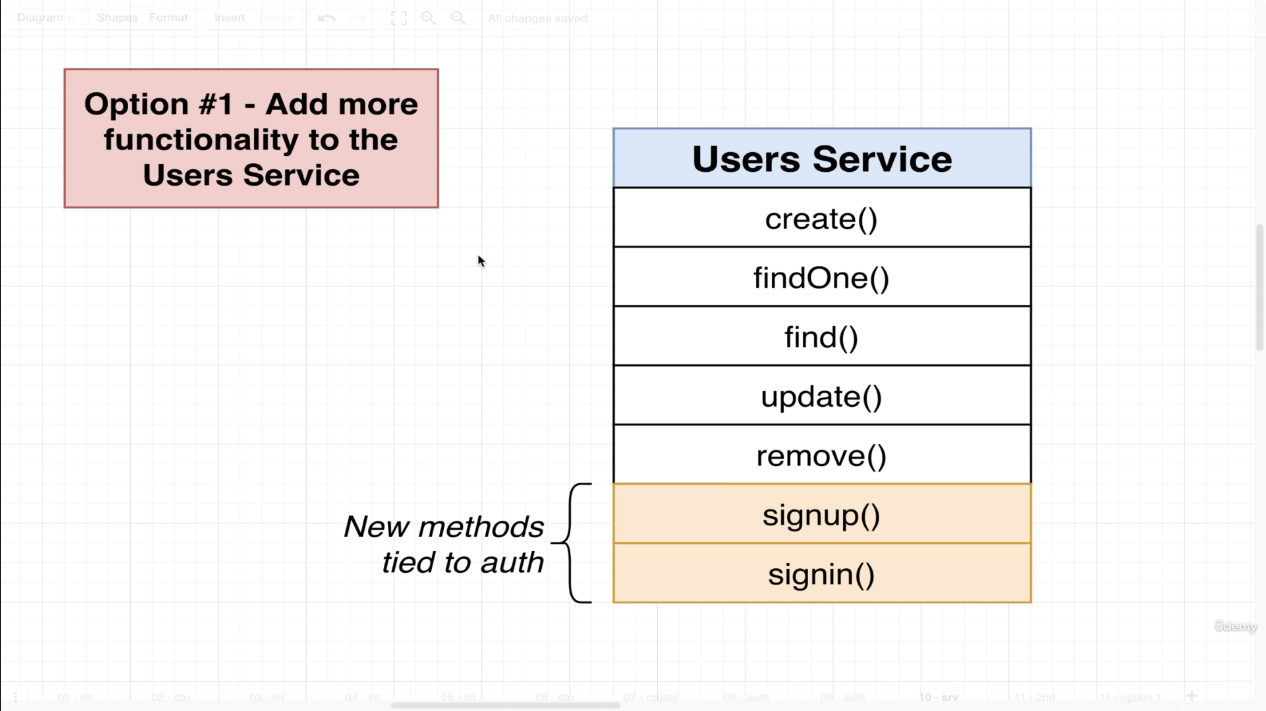 Diagram Shapes Format Insert Delete All changes saved
Option #1 - Add more
functionality to the
Users Service
Users Service
create()
findOne()
find()
update()
remove()
New methods
tied to auth
signup()
signin()
ûdemy
01 - int 02 - dto 03 - int 04 - int 05 - int 06 - dto 07 - routes 08 - auth 09 - auth 10 - srv 11 - 2nd 11 - option 1